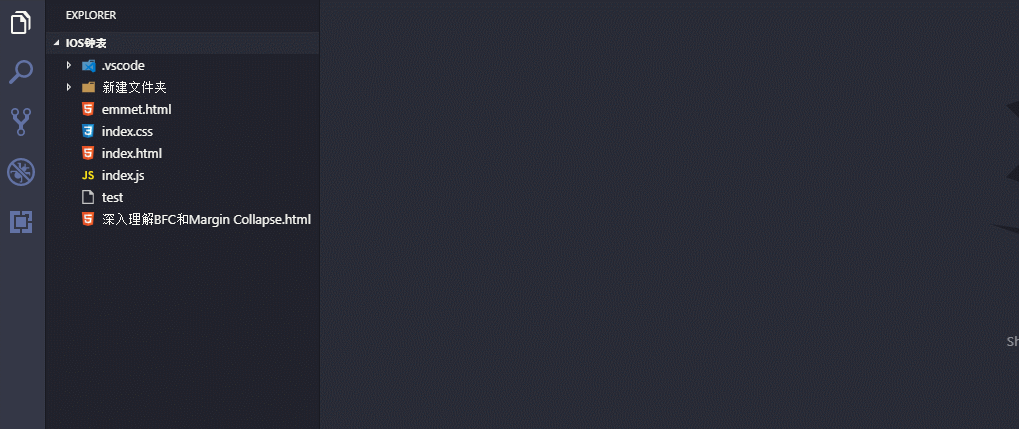 EXPLORER
IOS钟表
.vscode
新建文件夹
emmet.html
index.css
index.html
JS index.js
test
深入理解BFC和Margin Collapse.html
Sh